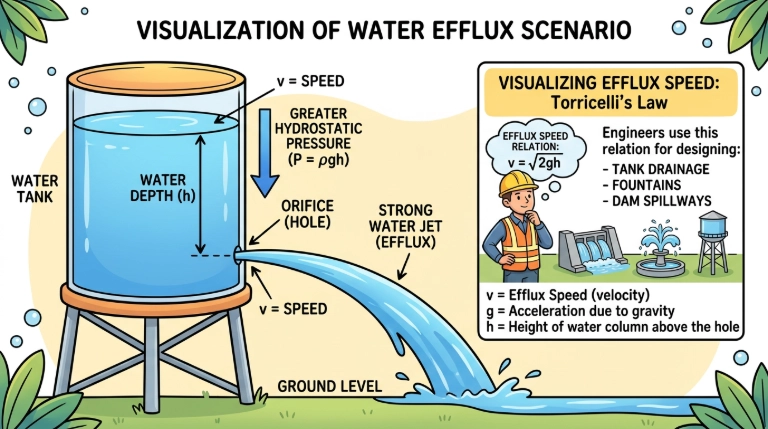 VISUALIZATION OF WATER EFFLUX SCENARIO
v = SPEED
GREATER
HYDROSTATIC
PRESSURE
(P = ρgh)
WATER
TANK
WATER
DEPTH (h)
ORIFICE
(HOLE)
STRONG
WATER JET
(EFFLUX)
v = SPEED
GROUND LEVEL
VISUALIZING EFFLUX SPEED:
Torricelli's Law
EFFLUX SPEED
RELATION:
v = √2gh
Engineers use this
relation for designing:
- TANK DRAINAGE
- FOUNTAINS
- DAM SPILLWAYS
v = Efflux Speed (velocity)
g = Acceleration due to gravity
h = Height of water column above the hole